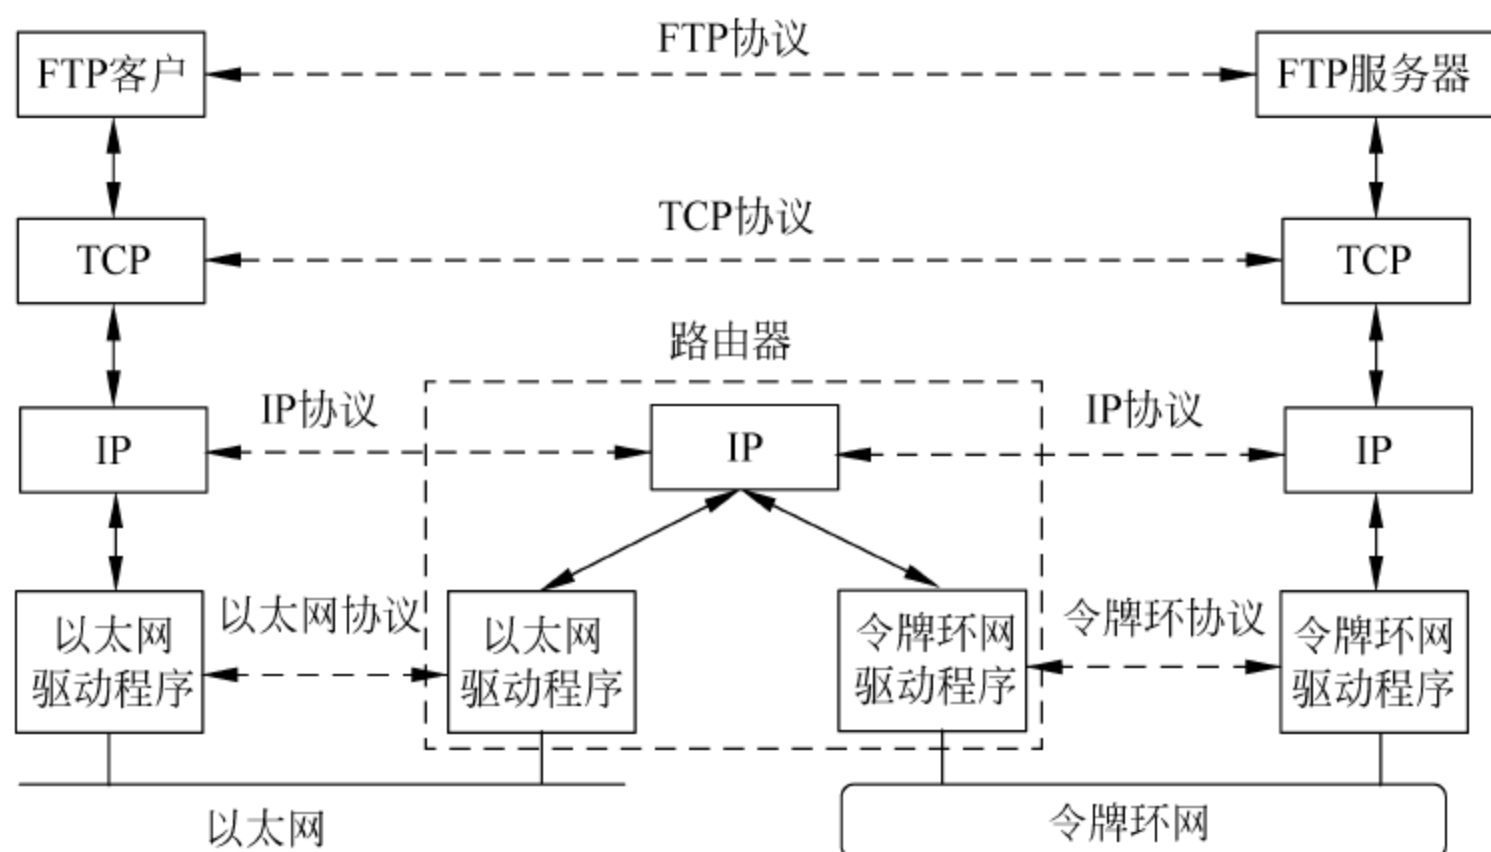 FTP协议
FTP客户
FTP服务器
TCP协议
TCP
TCP
路由器
IP协议
IP协议
IP
IP
IP
以太网协议
令牌环协议
以太网
驱动程序
以太网
驱动程序
令牌环网
驱动程序
令牌环网
驱动程序
以太网
令牌环网